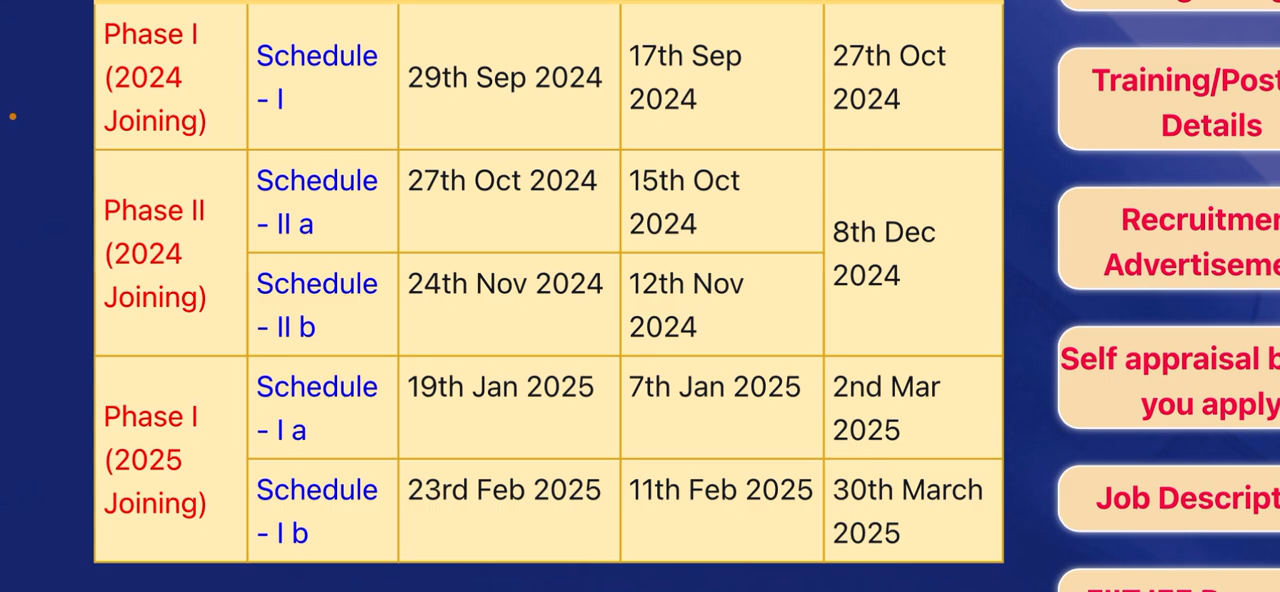 Phase I
(2024
Joining)
Schedule
- I
29th Sep 2024
17th Sep
2024
27th Oct
2024
Phase II
(2024
Joining)
Schedule
- II a
27th Oct 2024
15th Oct
2024
8th Dec
2024
Schedule
- II b
24th Nov 2024
12th Nov
2024
Phase I
(2025
Joining)
Schedule
- I a
19th Jan 2025
7th Jan 2025
2nd Mar
2025
Schedule
- I b
23rd Feb 2025
11th Feb 2025
30th March
2025
Training/Post
Details
Recruitmen
Advertiseme
Self appraisal b
you apply
Job Descript